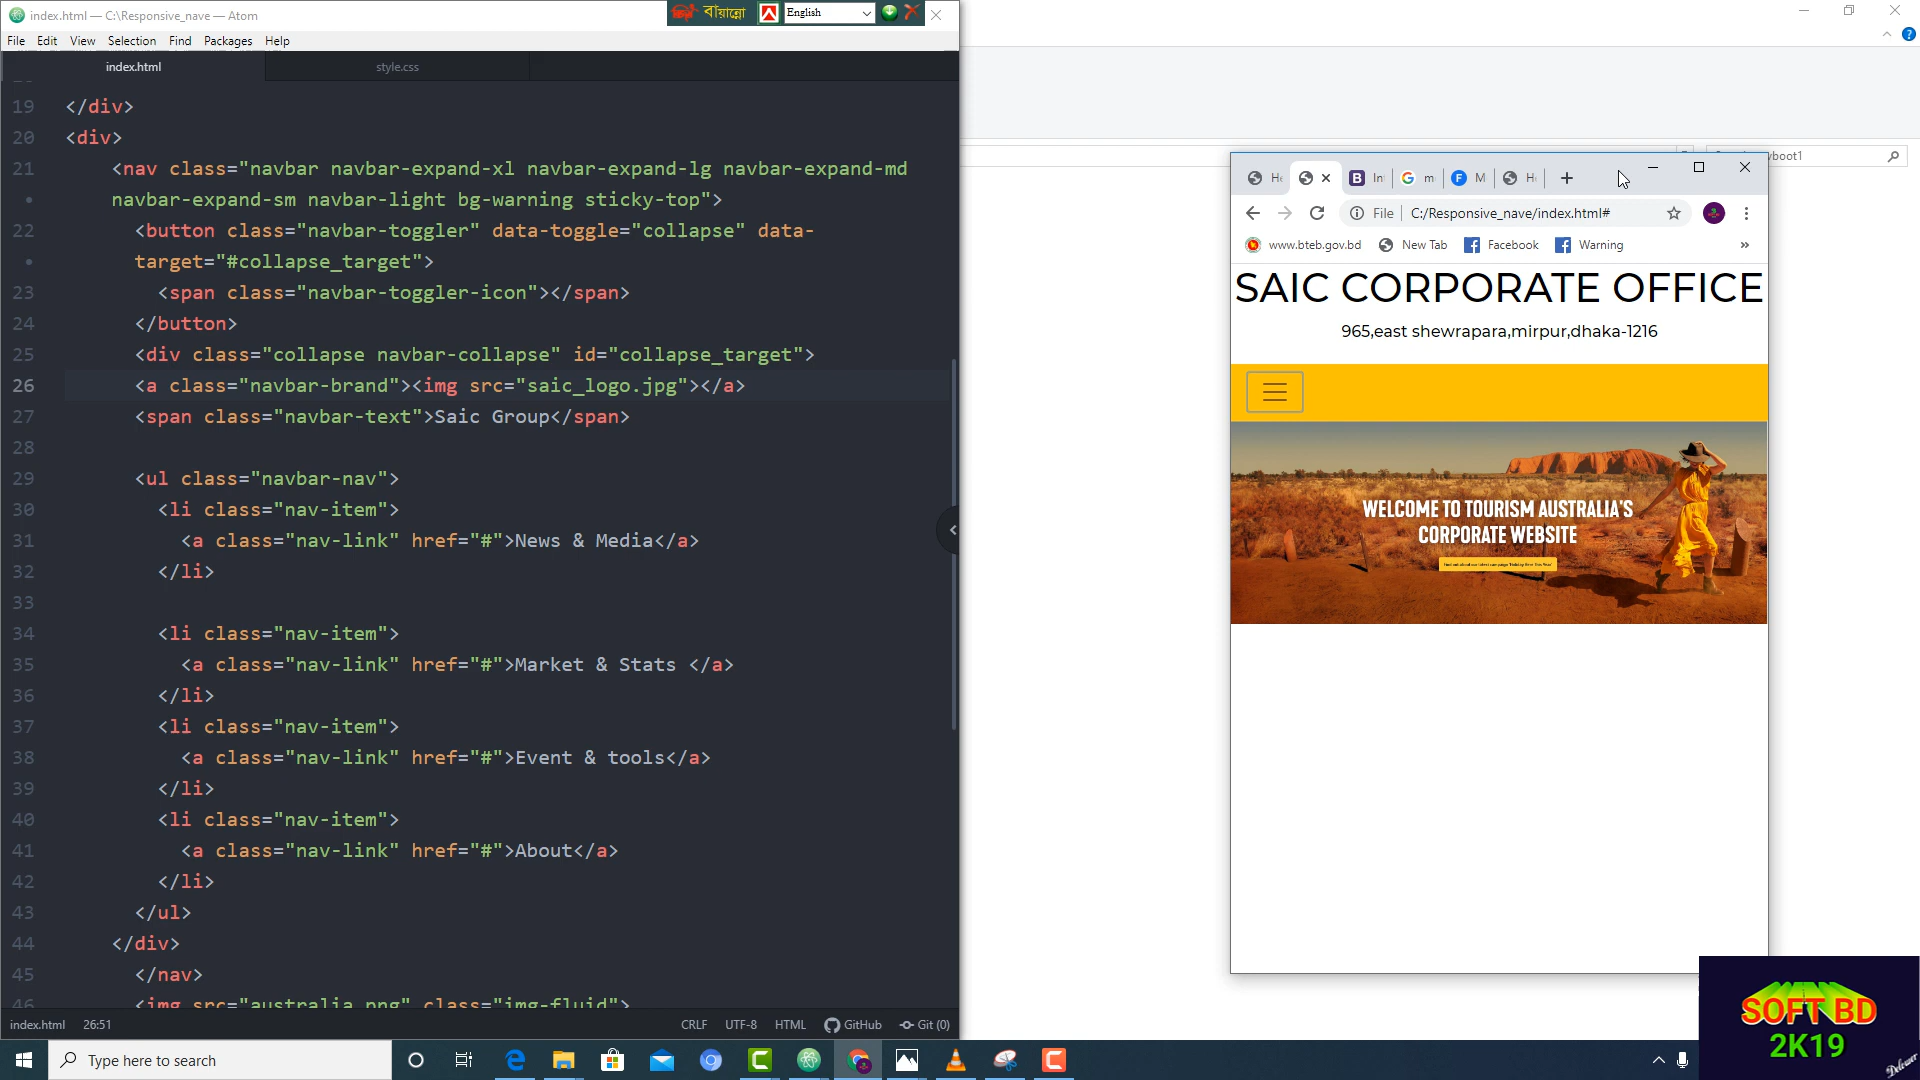 index.html — C:\Responsive_nave — Atom
বাঁয়ান্নো
English
File Edit View Selection Find Packages Help
index.html
style.css
19 </div>
20 <div>
21 <nav class="navbar navbar-expand-xl navbar-expand-lg navbar-expand-md
navbar-expand-sm navbar-light bg-warning sticky-top">
22 <button class="navbar-toggler" data-toggle="collapse" data-
target="#collapse_target">
23 <span class="navbar-toggler-icon"></span>
24 </button>
25 <div class="collapse navbar-collapse" id="collapse_target">
26 <a class="navbar-brand"><img src="saic_logo.jpg"></a>
27 <span class="navbar-text">Saic Group</span>
28
29 <ul class="navbar-nav">
30 <li class="nav-item">
31 <a class="nav-link" href="#">News & Media</a>
32 </li>
33
34 <li class="nav-item">
35 <a class="nav-link" href="#">Market & Stats </a>
36 </li>
37 <li class="nav-item">
38 <a class="nav-link" href="#">Event & tools</a>
39 </li>
40 <li class="nav-item">
41 <a class="nav-link" href="#">About</a>
42 </li>
43 </ul>
44 </div>
45 </nav>
46 <img src="australia.png" class="img-fluid">
index.html 26:51
CRLF UTF-8 HTML GitHub Git (0)
vboot1
File C:/Responsive_nave/index.html#
www.bteb.gov.bd New Tab Facebook Warning »
SAIC CORPORATE OFFICE
965,east shewrapara,mirpur,dhaka-1216
WELCOME TO TOURISM AUSTRALIA'S
CORPORATE WEBSITE
Type here to search
SOFT BD
2K19
Delowar